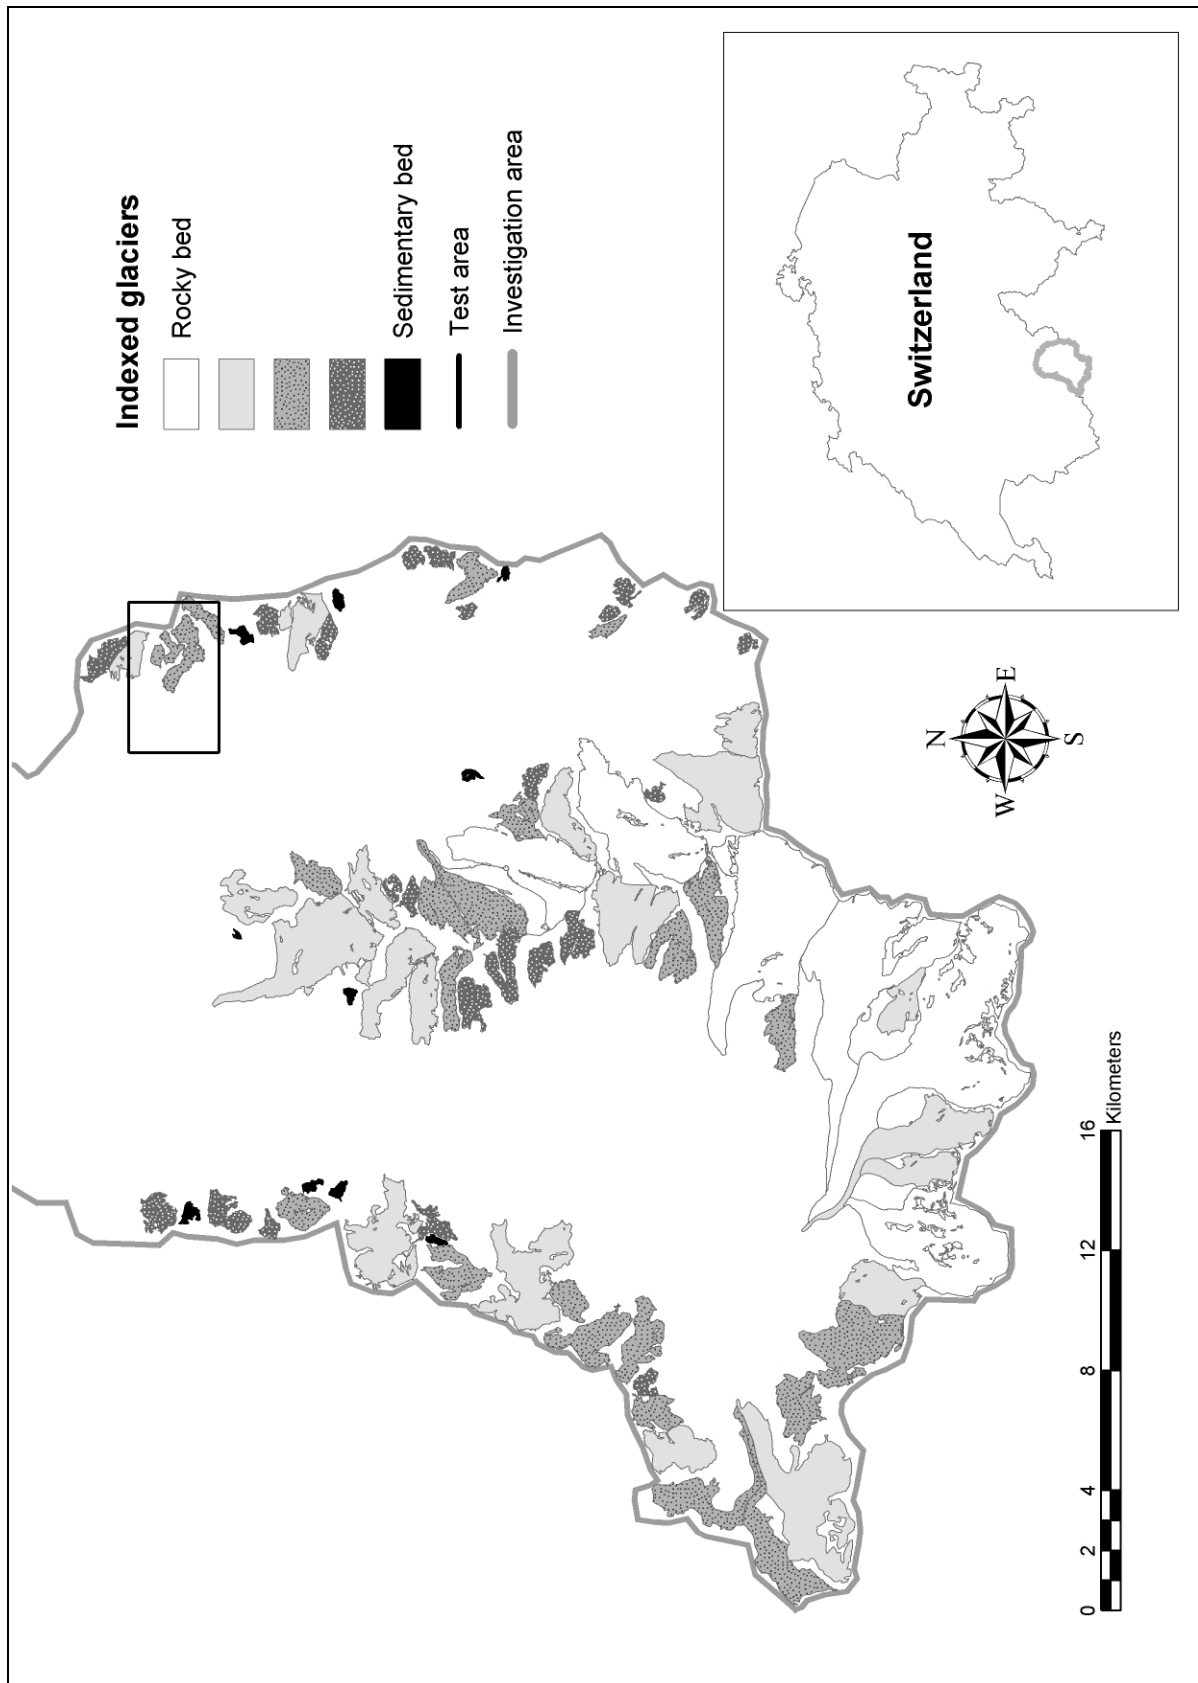 Indexed glaciers
Rocky bed
Sedimentary bed
Test area
Investigation area
Switzerland
N
W
E
S
0 2 4 8 12 16
Kilometers